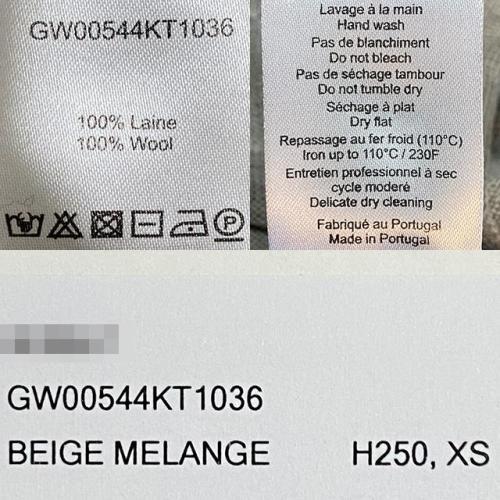 GW00544KT1036
100% Laine
100% Wool
Lavage à la main
Hand wash
Pas de blanchiment
Do not bleach
Pas de séchage tambour
Do not tumble dry
Séchage à plat
Dry flat
Repassage au fer froid (110°C)
Iron up to 110°C / 230F
Entretien professionnel à sec
cycle moderé
Delicate dry cleaning
Fabriqué au Portugal
Made in Portugal
GW00544KT1036
BEIGE MELANGE H250, XS